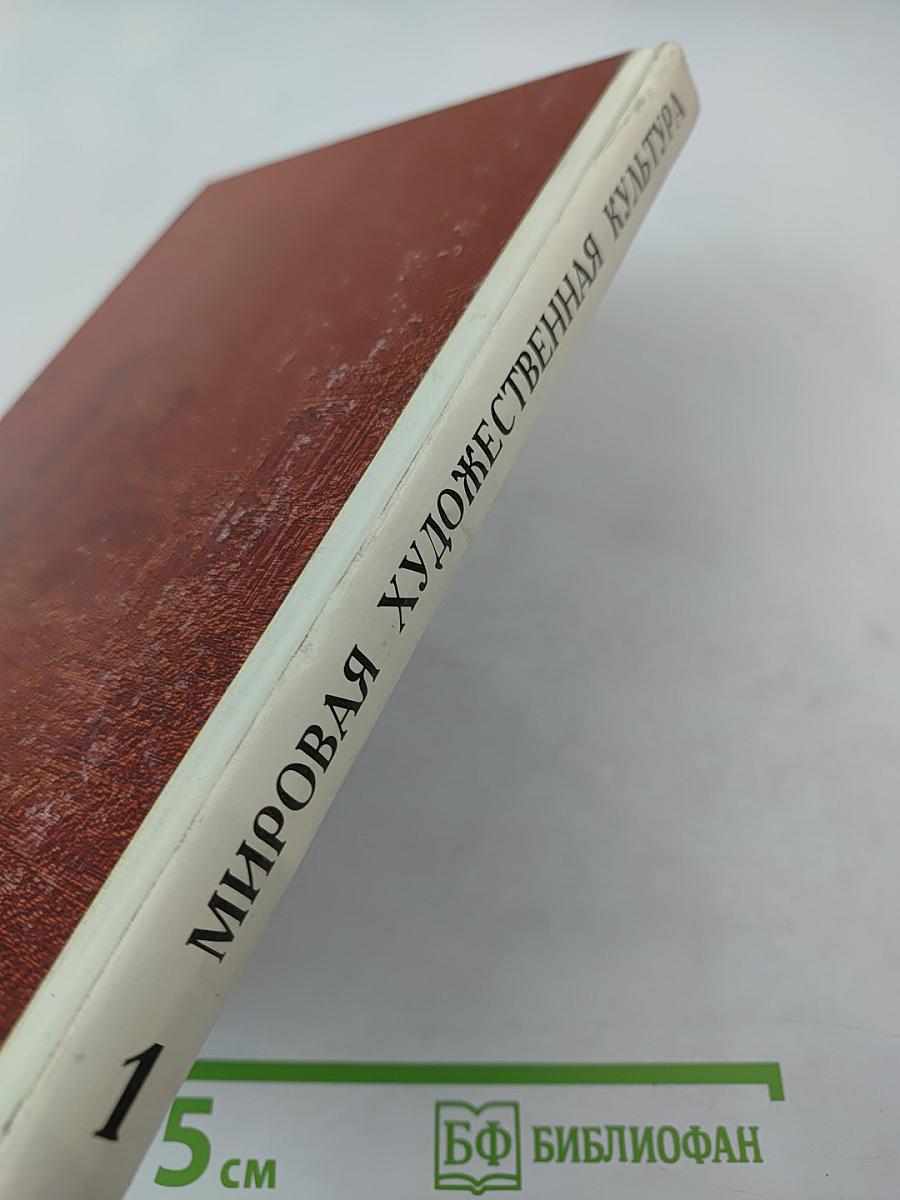 МИРОВАЯ ХУДОЖЕСТВЕННАЯ КУЛЬТУРА
1
5 см
БФ БИБЛИОФАН